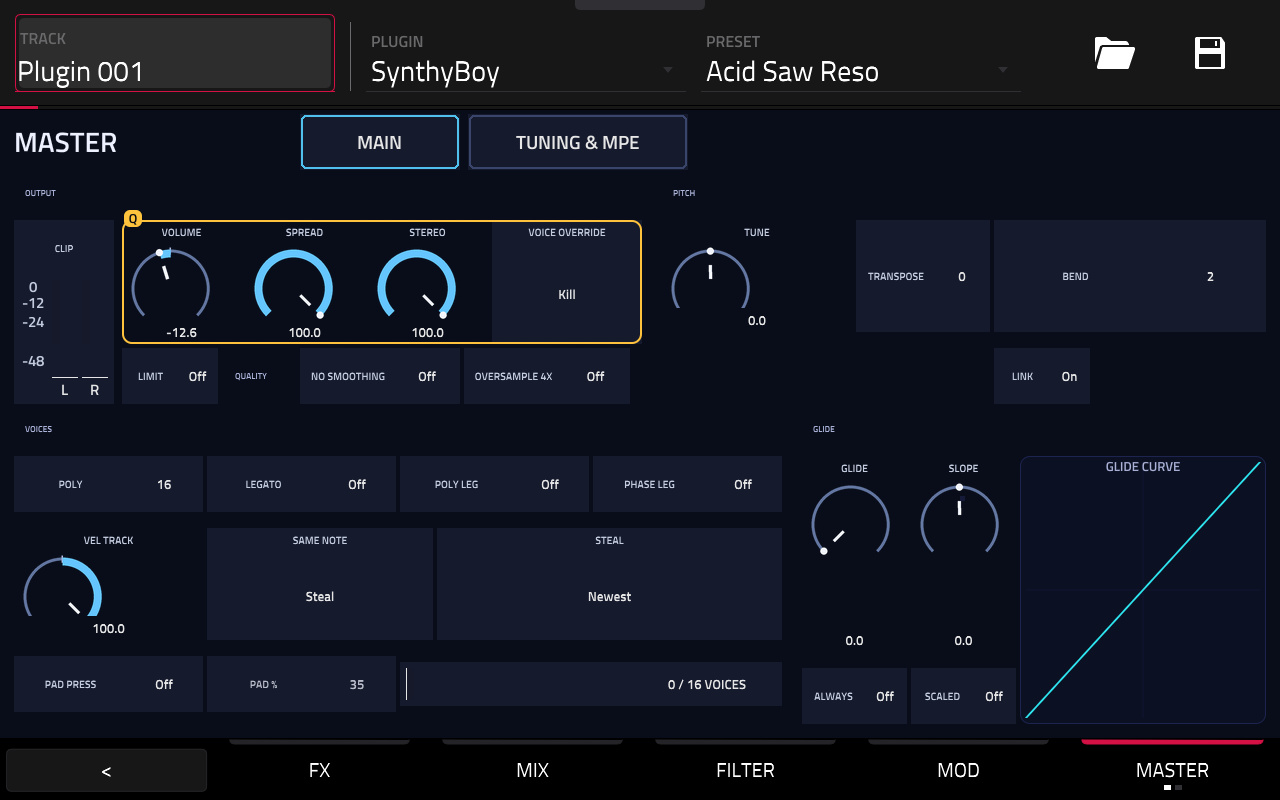 TRACK
Plugin 001
PLUGIN
SynthyBoy
PRESET
Acid Saw Reso
MASTER
MAIN
TUNING & MPE
OUTPUT
PITCH
CLIP
0
-12
-24
-48
L R
Q
VOLUME
-12.6
SPREAD
100.0
STEREO
100.0
VOICE OVERRIDE
Kill
TUNE
0.0
TRANSPOSE 0
BEND 2
LIMIT Off
QUALITY
NO SMOOTHING Off
OVERSAMPLE 4X Off
LINK On
VOICES
GLIDE
POLY 16
LEGATO Off
POLY LEG Off
PHASE LEG Off
VEL TRACK
100.0
SAME NOTE
Steal
STEAL
Newest
GLIDE
0.0
SLOPE
0.0
GLIDE CURVE
PAD PRESS Off
PAD % 35
0 / 16 VOICES
ALWAYS Off
SCALED Off
<
FX
MIX
FILTER
MOD
MASTER